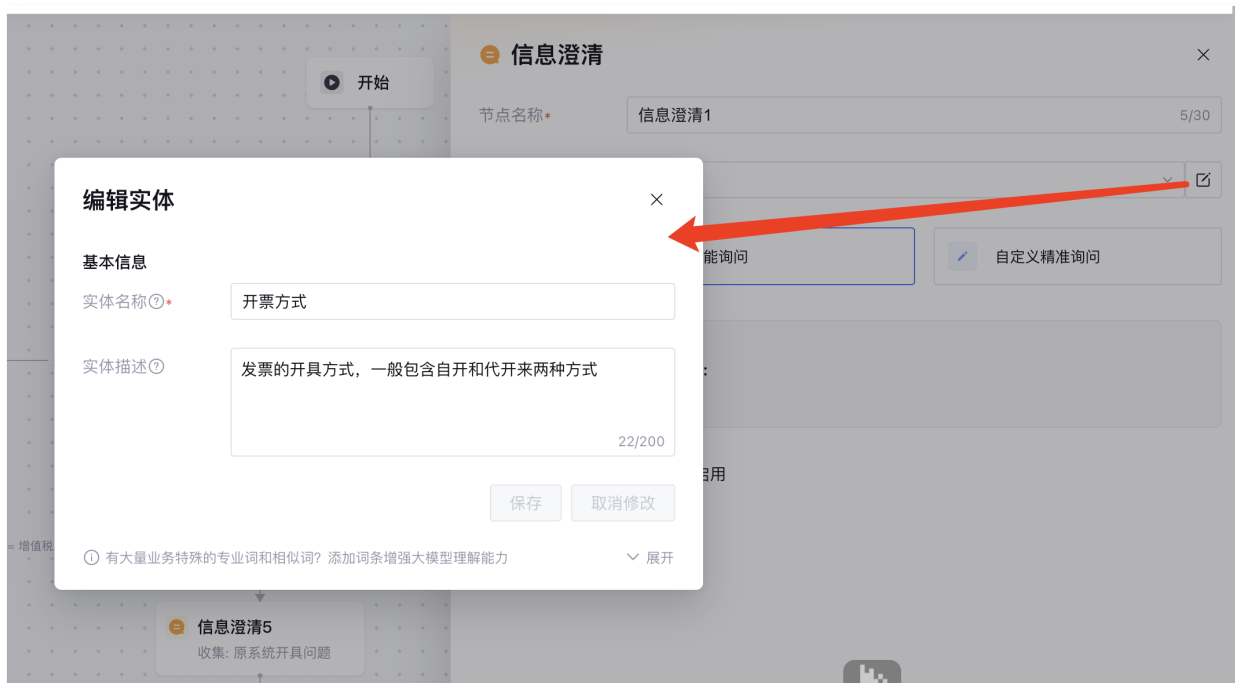 信息澄清
开始
节点名称*
信息澄清1
5/30
编辑实体
能询问
自定义精准询问
基本信息
实体名称*
开票方式
实体描述
发票的开具方式，一般包含自开和代开来两种方式
:
22/200
启用
保存
取消修改
= 增值税
有大量业务特殊的专业词和相似词？添加词条增强大模型理解能力
展开
信息澄清5
收集: 原系统开具问题